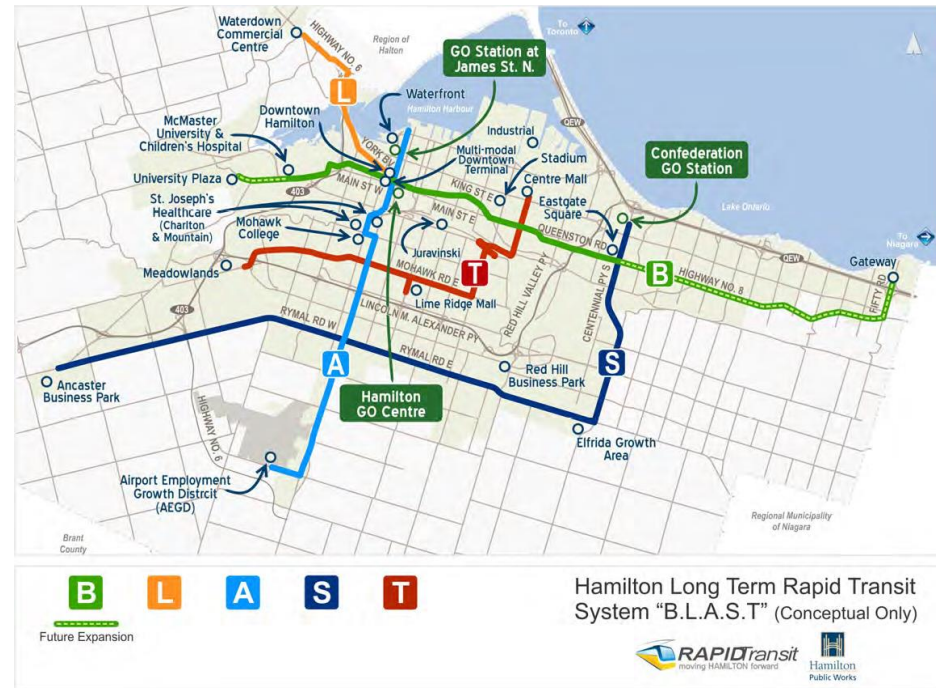 Waterdown
Commercial
Centre
HIGHWAY NO. 6
Region of
Halton
To
Toronto
GO Station at
James St. N.
L
Waterfront
Hamilton Harbour
QEW
Downtown
Hamilton
McMaster
University &
Children's Hospital
YORK BL
Industrial
Multi-modal
Downtown
Terminal
Stadium
Confederation
GO Station
University Plaza
MAIN ST W
KING ST E
Centre Mall
403
St. Joseph's
Healthcare
(Charlton
& Mountain)
Mohawk
College
MAIN ST E
Eastgate
Square
Lake Ontario
QUEENSTON RD
Juravinski
To
Niagara
QEW
Meadowlands
MOHAWK RD E
T
B
HIGHWAY NO. 8
Gateway
FIFTY RD
403
Lime Ridge Mall
LINCOLN M. ALEXANDER PY
RED HILL VALLEY PY
CENTENNIAL PY S
RYMAL RD W
RYMAL RD E
A
S
Red Hill
Business Park
Ancaster
Business Park
Hamilton
GO Centre
HIGHWAY NO. 6
Elfrida Growth
Area
Airport Employment
Growth Distrcit
(AEGD)
Brant
County
Regional Municipality
of Niagara
B L A S T
Future Expansion
Hamilton Long Term Rapid Transit
System "B.L.A.S.T" (Conceptual Only)
RAPIDTransit
moving HAMILTON forward
Hamilton
Public Works